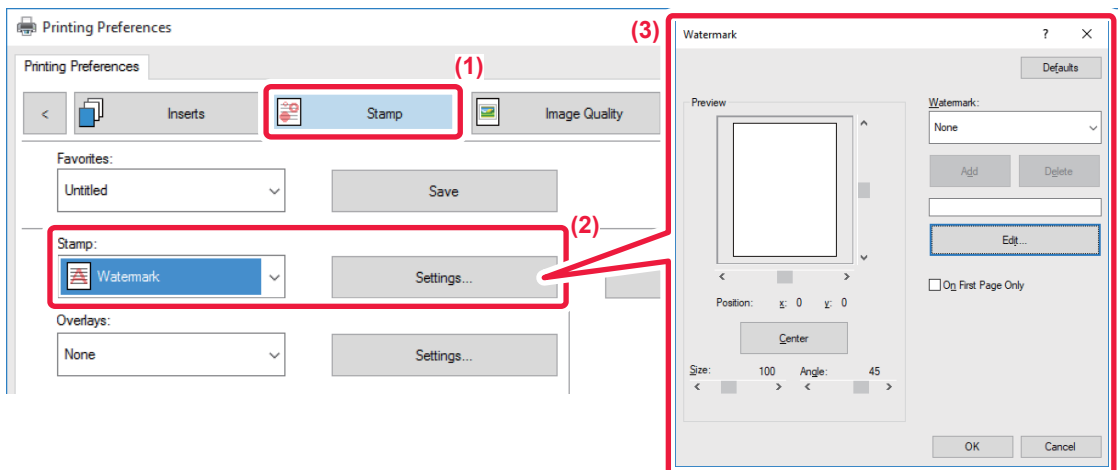 Printing Preferences
Printing Preferences
(1)
<
Inserts
Stamp
Image Quality
Favorites:
Untitled
Save
(2)
Stamp:
Watermark
Settings...
Overlays:
None
Settings...
(3)
Watermark
?
Defaults
Preview
Position: x: 0 y: 0
Center
Size: 100 Angle: 45
Watermark:
None
Add Delete
Edit...
On First Page Only
OK Cancel